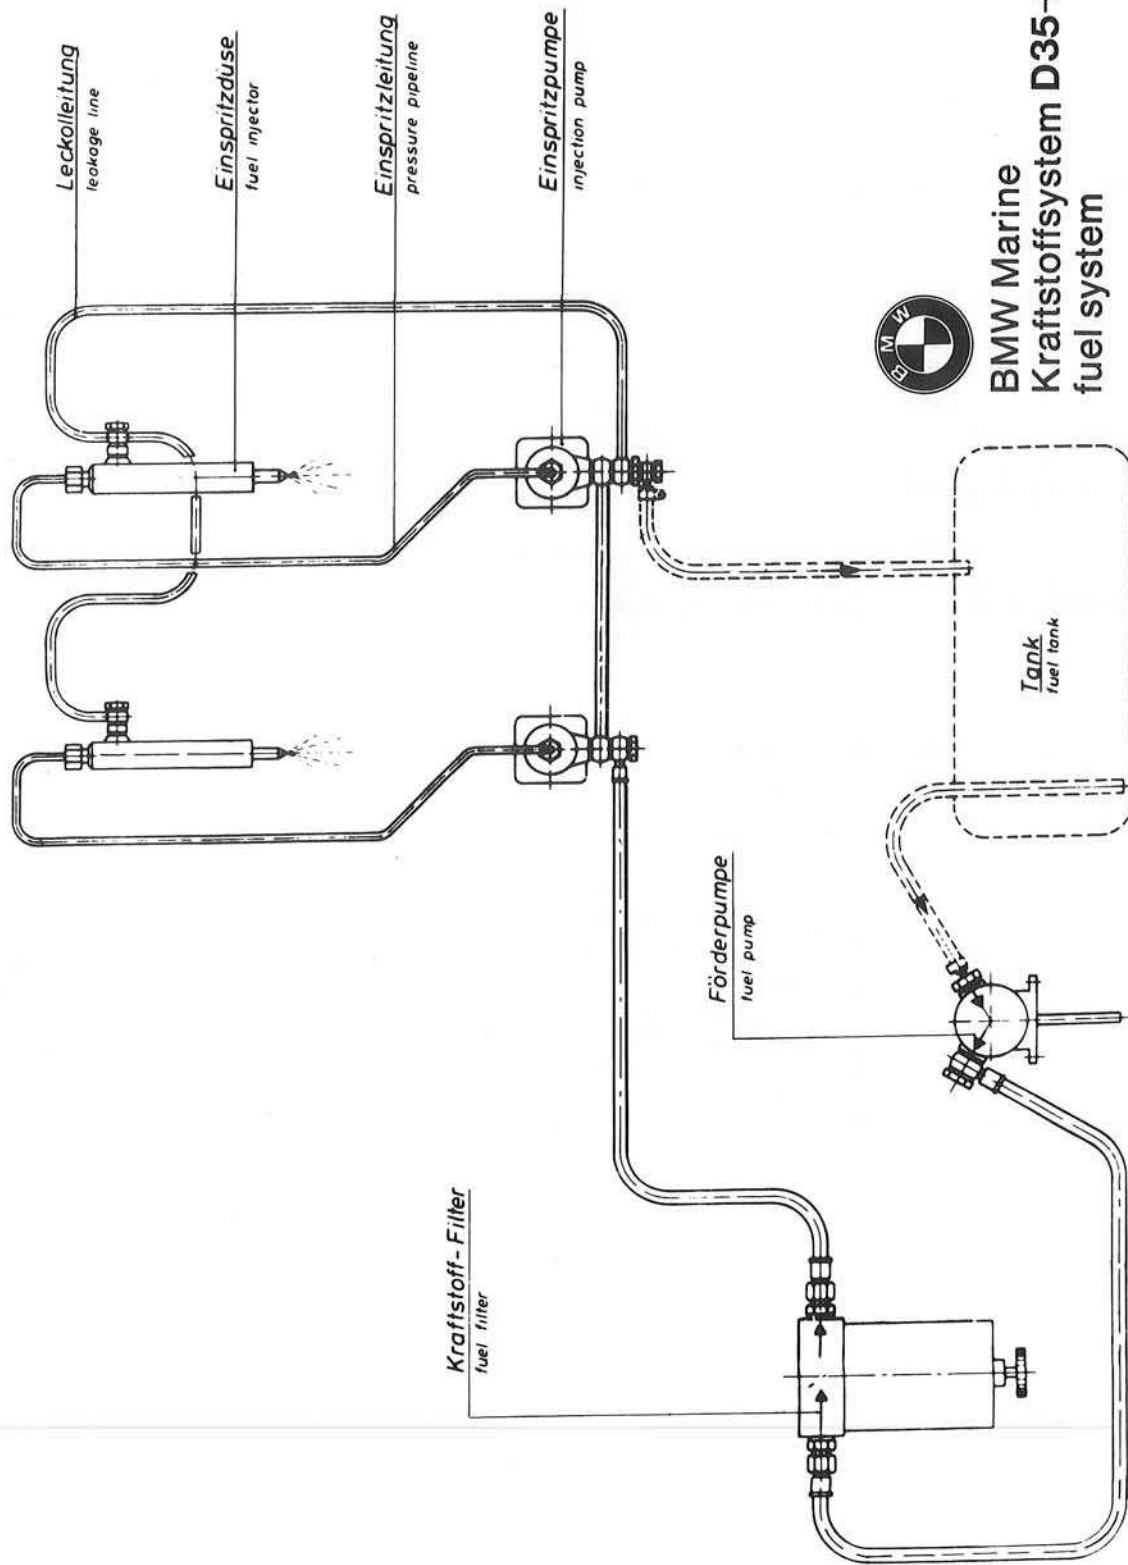 Leckolleitung
leakage line
Einspritzdüse
fuel injector
Einspritzleitung
pressure pipeline
Einspritzpumpe
injection pump
BMW
BMW Marine
Kraftstoffsystem D35-
fuel system
Tank
fuel tank
Förderpumpe
fuel pump
Kraftstoff-Filter
fuel filter